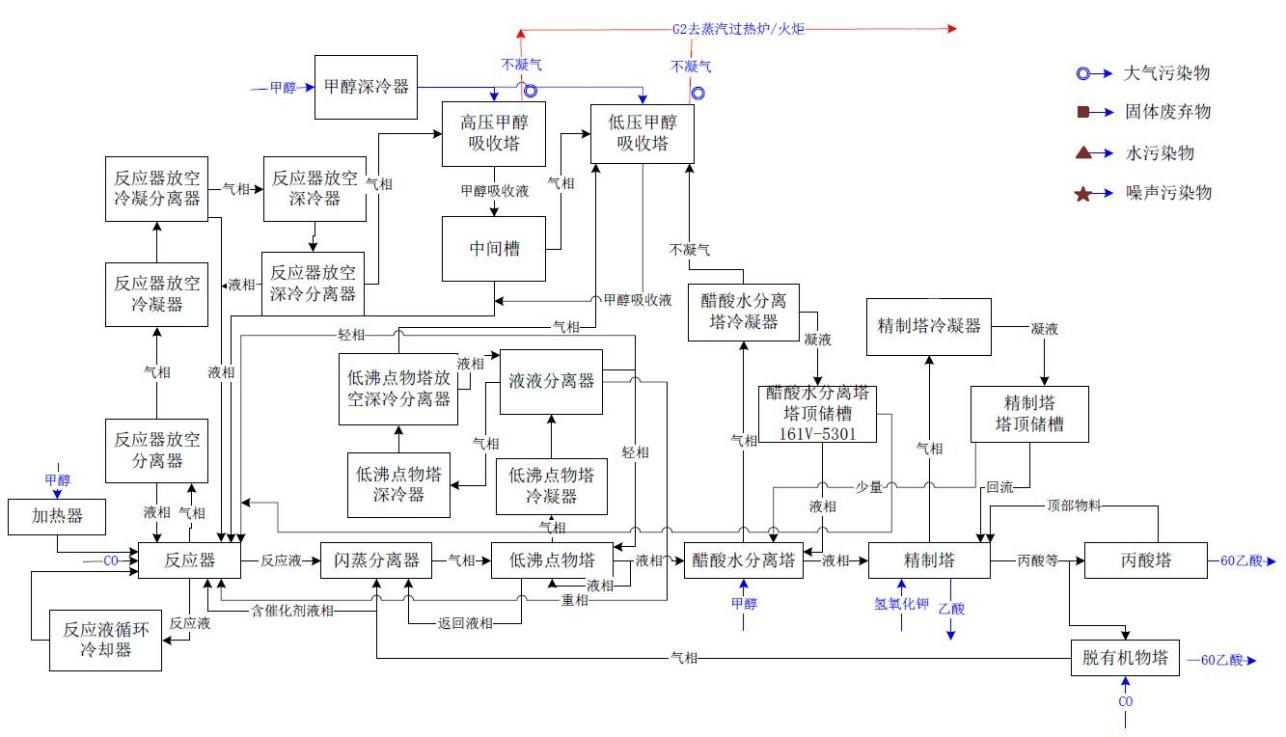 G2去蒸汽过热炉/火炬
不凝气
不凝气
大气污染物
固体废弃物
水污染物
噪声污染物
甲醇
甲醇深冷器
高压甲醇
吸收塔
低压甲醇
吸收塔
反应器放空
冷凝分离器
气相
反应器放空
深冷器
气相
甲醇吸收液
气相
中间槽
不凝气
反应器放空
冷凝器
液相
反应器放空
深冷分离器
甲醇吸收液
醋酸水分离
塔冷凝器
精制塔冷凝器
凝液
凝液
轻相
气相
气相
液相
低沸点物塔放
空深冷分离器
液相
液液分离器
醋酸水分离塔
塔顶储槽
161V-5301
精制塔
塔顶储槽
反应器放空
分离器
气相
轻相
气相
气相
低沸点物塔
深冷器
低沸点物塔
冷凝器
甲醇
加热器
液相
气相
气相
少量
回流
液相
顶部物料
CO
反应器
反应液
闪蒸分离器
气相
低沸点物塔
液相
醋酸水分离塔
液相
精制塔
丙酸等
丙酸塔
60乙酸
液相
重相
含催化剂液相
返回液相
甲醇
氢氧化钾
乙酸
反应液
反应液循环
冷却器
气相
脱有机物塔
60乙酸
CO